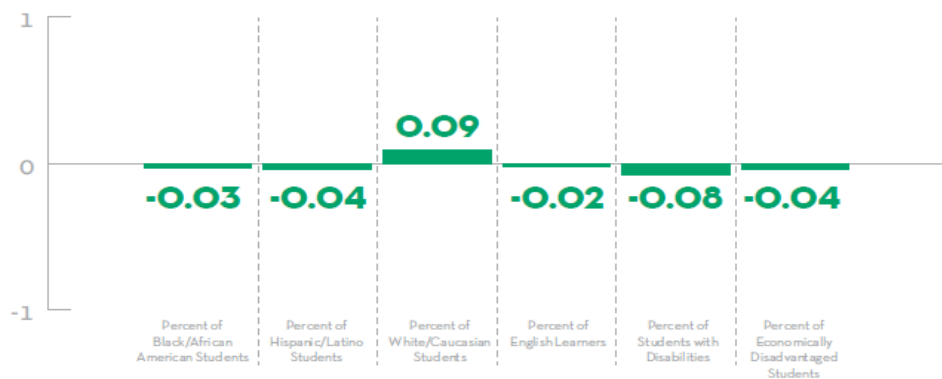 1
0.09
0
-0.03
-0.04
-0.02
-0.08
-0.04
-1
Percent of
Black/African
American Students
Percent of
Hispanic/Latino
Students
Percent of
White/Caucasian
Students
Percent of
English Learners
Percent of
Students with
Disabilities
Percent of
Economically
Disadvantaged
Students